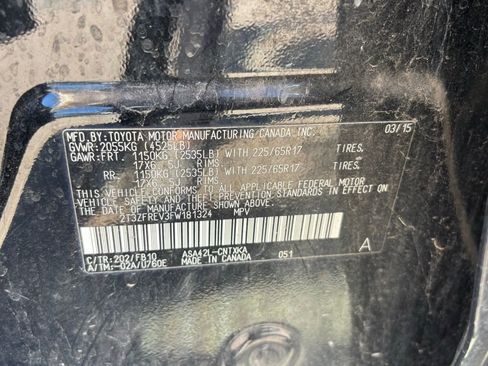 MFD.BY:TOYOTA MOTOR MANUFACTURING CANADA INC. 03/15
GVWR:2055KG (4525LB)
GAWR:FRT. 1150KG (2535LB) WITH 225/65R17 TIRES,
17X6.5J RIMS,
RR. 1150KG (2535LB) WITH 225/65R17 TIRES,
17X6.5J RIMS,
THIS VEHICLE CONFORMS TO ALL APPLICABLE FEDERAL MOTOR
VEHICLE SAFETY,BUMPER,AND THEFT PREVENTION STANDARDS IN EFFECT
ON THE DATE OF MANUFACTURE SHOWN ABOVE.
2T3ZFREV3FW181324 MPV
A
C/TR:202/FB10 ASA42L-CNTXKA
A/TM:-02A/U760E MADE IN CANADA 051